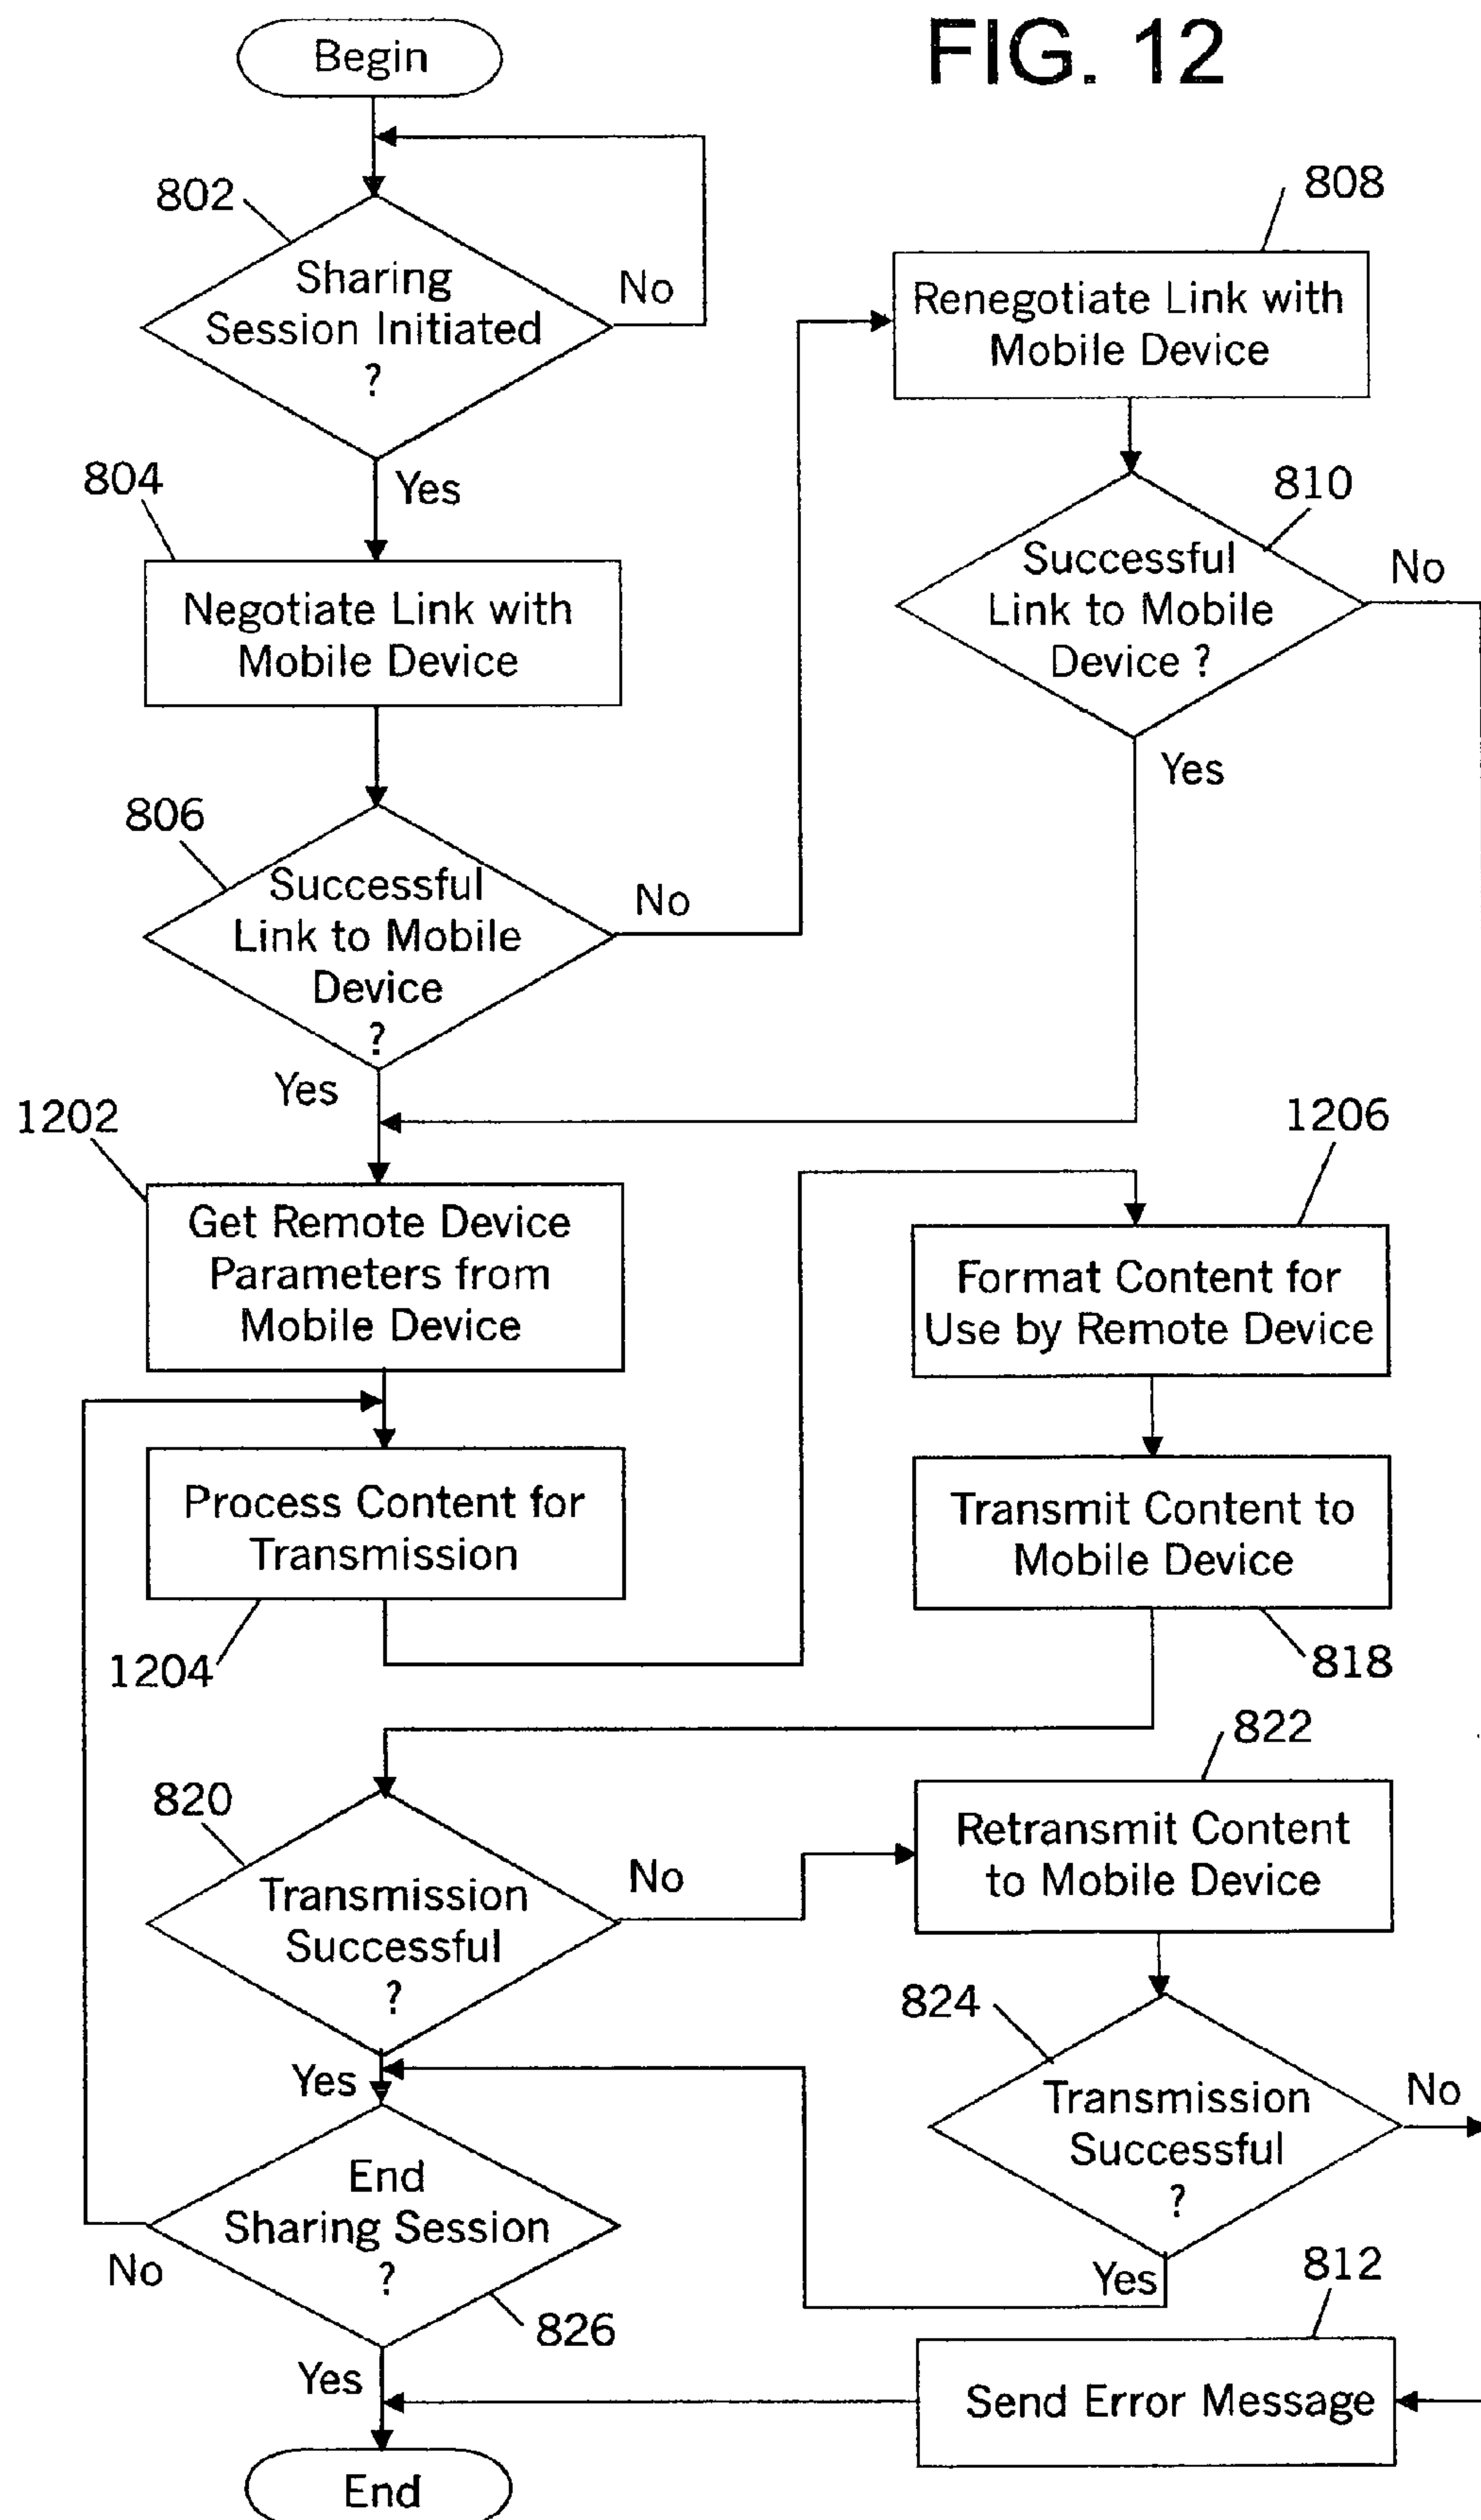 FIG. 12
Begin
802
Sharing
Session Initiated
?
No
Yes
804
Negotiate Link with
Mobile Device
806
Successful
Link to Mobile
Device
?
No
Yes
808
Renegotiate Link with
Mobile Device
810
Successful
Link to Mobile
Device ?
No
Yes
1202
Get Remote Device
Parameters from
Mobile Device
Process Content for
Transmission
1204
1206
Format Content for
Use by Remote Device
Transmit Content to
Mobile Device
818
820
Transmission
Successful
?
No
Yes
822
Retransmit Content
to Mobile Device
824
Transmission
Successful
?
No
Yes
End
Sharing Session
?
No
826
Yes
812
Send Error Message
End